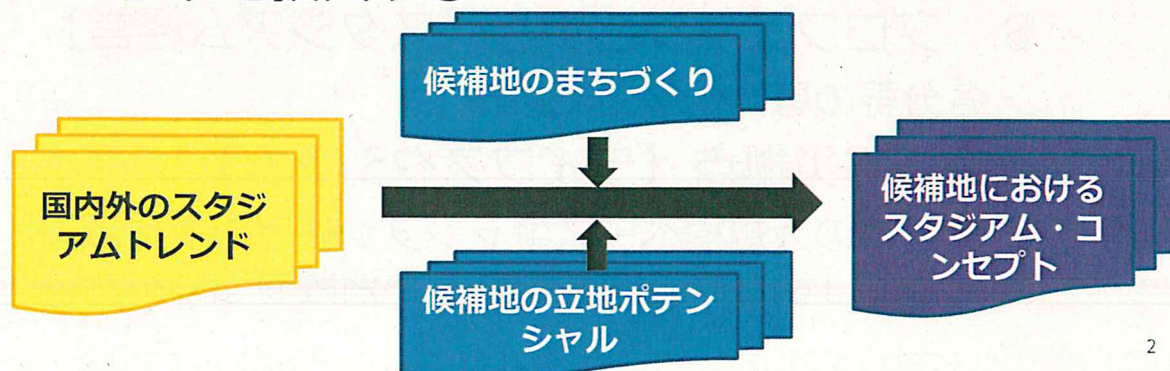 候補地のまちづくり
国内外のスタジ
アムトレンド
候補地における
スタジアム・コ
ンセプト
候補地の立地ポテン
シャル
2